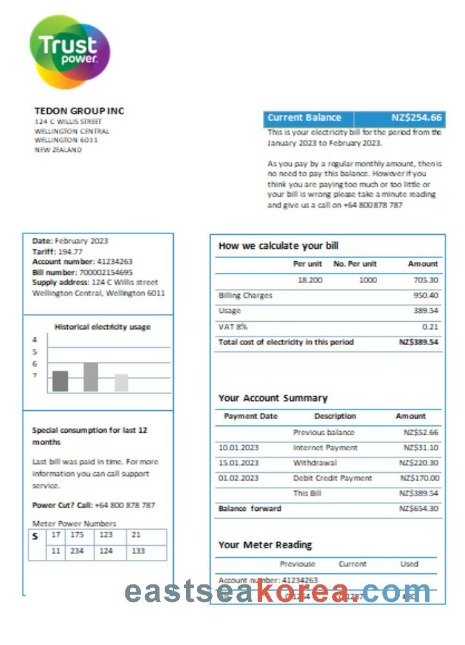 Trust
power.
TEDON GROUP INC
124 C WILLIS STREET
WELLINGTON CENTRAL
WELLINGTON 6011
NEW ZEALAND
Current Balance NZ$254.66
This is your electricity bill for the period from the
January 2023 to February 2023.
As you pay by a regular monthly amount, then is
no need to pay this balance. However if you
think you are paying too much or too little or
your bill is wrong please take a minute reading
and give us a call on +64 800 878 787
Date: February 2023
Tariff: 194.77
Account number: 41234263
Bill number: 700002154695
Supply address: 124 C Willis street
Wellington Central, Wellington 6011
Historical electricity usage
4
5
6
7
Special consumption for last 12
months
Last bill was paid in time. For more
information you can call support
service.
Power Cut? Call: +64 800 878 787
Meter Power Numbers
S 17 175 123 21
11 234 124 133
How we calculate your bill
Per unit No. Per unit Amount
18.200 1000 705.30
Billing Charges 950.40
Usage 389.54
VAT 8% 0.21
Total cost of electricity in this period NZ$389.54
Your Account Summary
Payment Date Description Amount
Previous balance NZ$52.66
10.01.2023 Internet Payment NZ$31.10
15.01.2023 Withdrawal NZ$220.30
01.02.2023 Debit Credit Payment NZ$170.00
This Bill NZ$389.54
Balance forward NZ$654.30
Your Meter Reading
Previouse Current Used
Account number: 41234263
eastseakorea.com